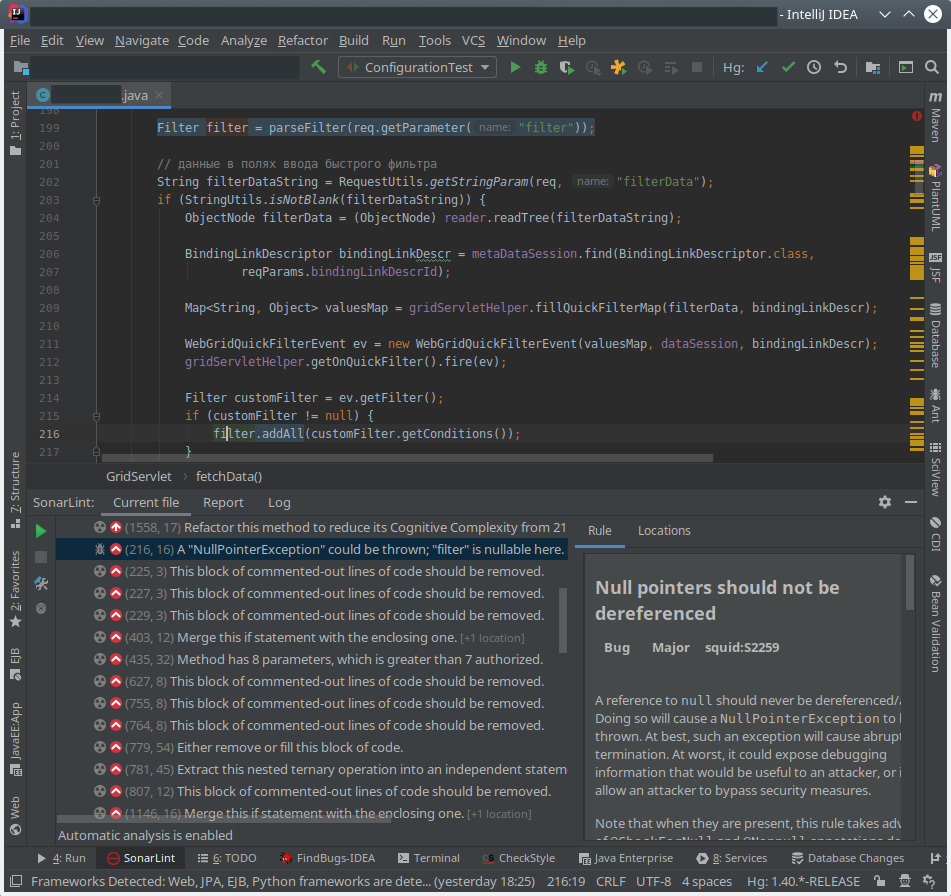 - IntelliJ IDEA
File Edit View Navigate Code Analyze Refactor Build Run Tools VCS Window Help
ConfigurationTest Hg:
.java
1: Project
7: Structure
2: Favorites
EJB
JavaEE:App
Web
198
199 Filter filter = parseFilter(req.getParameter( name: "filter"));
200
201 // данные в полях ввода быстрого фильтра
202 String filterDataString = RequestUtils.getStringParam(req, name: "filterData");
203 if (StringUtils.isNotBlank(filterDataString)) {
204 ObjectNode filterData = (ObjectNode) reader.readTree(filterDataString);
205
206 BindingLinkDescriptor bindingLinkDescr = metaDataSession.find(BindingLinkDescriptor.class,
207 reqParams.bindingLinkDescrId);
208
209 Map<String, Object> valuesMap = gridServletHelper.fillQuickFilterMap(filterData, bindingLinkDescr);
210
211 WebGridQuickFilterEvent ev = new WebGridQuickFilterEvent(valuesMap, dataSession, bindingLinkDescr);
212 gridServletHelper.getOnQuickFilter().fire(ev);
213
214 Filter customFilter = ev.getFilter();
215 if (customFilter != null) {
216 filter.addAll(customFilter.getConditions());
217 }
GridServlet fetchData()
Maven
PlantUML
JSF
Database
Ant
SciView
CDI
Bean Validation
SonarLint: Current file Report Log
(1558, 17) Refactor this method to reduce its Cognitive Complexity from 21
(216, 16) A "NullPointerException" could be thrown; "filter" is nullable here.
(225, 3) This block of commented-out lines of code should be removed.
(227, 3) This block of commented-out lines of code should be removed.
(229, 3) This block of commented-out lines of code should be removed.
(403, 12) Merge this if statement with the enclosing one. [+1 location]
(435, 32) Method has 8 parameters, which is greater than 7 authorized.
(627, 8) This block of commented-out lines of code should be removed.
(755, 8) This block of commented-out lines of code should be removed.
(764, 8) This block of commented-out lines of code should be removed.
(779, 54) Either remove or fill this block of code.
(781, 45) Extract this nested ternary operation into an independent statem
(807, 12) This block of commented-out lines of code should be removed.
(1146, 16) Merge this if statement with the enclosing one. [+1 location]
Automatic analysis is enabled
Rule Locations
Null pointers should not be
dereferenced
Bug Major squid:S2259
A reference to null should never be dereferenced/a
Doing so will cause a NullPointerException to
thrown. At best, such an exception will cause abrupt
termination. At worst, it could expose debugging
information that would be useful to an attacker, or i
allow an attacker to bypass security measures.
Note that when they are present, this rule takes adv
4: Run SonarLint 6: TODO FindBugs-IDEA Terminal CheckStyle Java Enterprise 8: Services Database Changes
Frameworks Detected: Web, JPA, EJB, Python frameworks are dete... (yesterday 18:25) 216:19 CRLF UTF-8 4 spaces Hg: 1.40.*-RELEASE